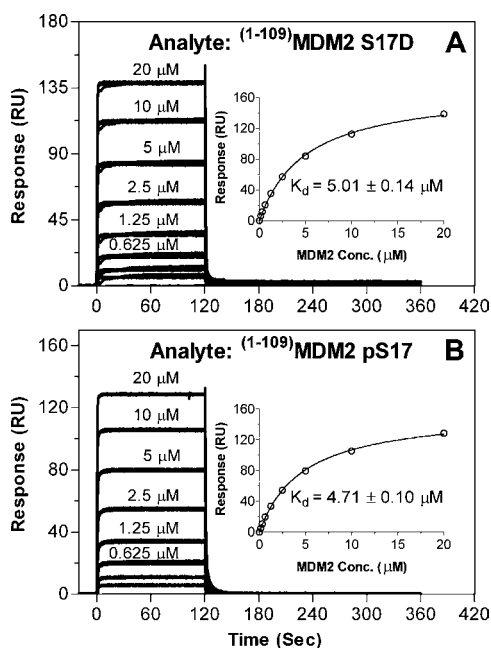 Analyte: (1-109)MDM2 S17D
A
Response (RU)
180
135
90
45
0
20 μM
10 μM
5 μM
2.5 μM
1.25 μM
0.625 μM
Response (RU)
160
120
80
40
0
Kd = 5.01 ± 0.14 μM
0 5 10 15 20
MDM2 Conc. (μM)
0 60 120 180 240 300 360 420
Analyte: (1-109)MDM2 pS17
B
Response (RU)
160
120
80
40
0
20 μM
10 μM
5 μM
2.5 μM
1.25 μM
0.625 μM
Response (RU)
160
120
80
40
0
Kd = 4.71 ± 0.10 μM
0 5 10 15 20
MDM2 Conc. (μM)
0 60 120 180 240 300 360 420
Time (Sec)